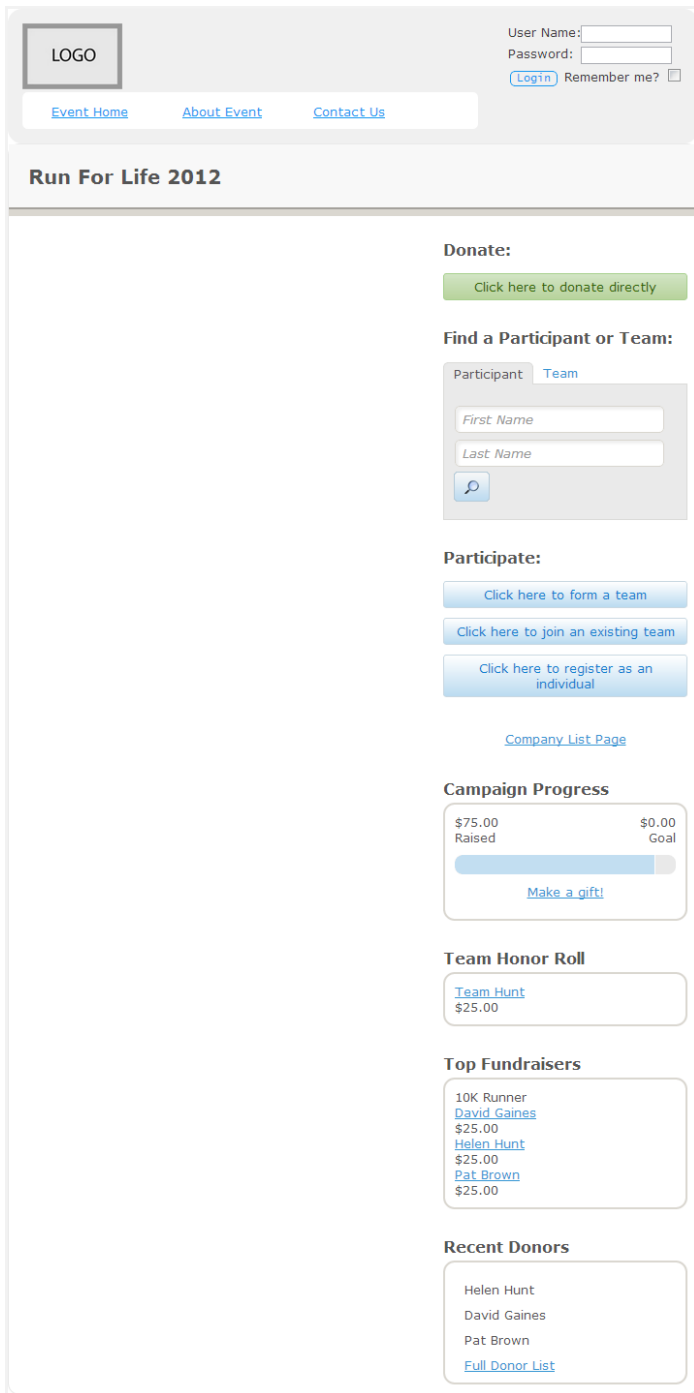 LOGO
User Name:
Password:
Login Remember me?
Event Home About Event Contact Us
Run For Life 2012
Donate:
Click here to donate directly
Find a Participant or Team:
Participant Team
First Name
Last Name
Participate:
Click here to form a team
Click here to join an existing team
Click here to register as an
individual
Company List Page
Campaign Progress
$75.00 $0.00
Raised Goal
Make a gift!
Team Honor Roll
Team Hunt
$25.00
Top Fundraisers
10K Runner
David Gaines
$25.00
Helen Hunt
$25.00
Pat Brown
$25.00
Recent Donors
Helen Hunt
David Gaines
Pat Brown
Full Donor List